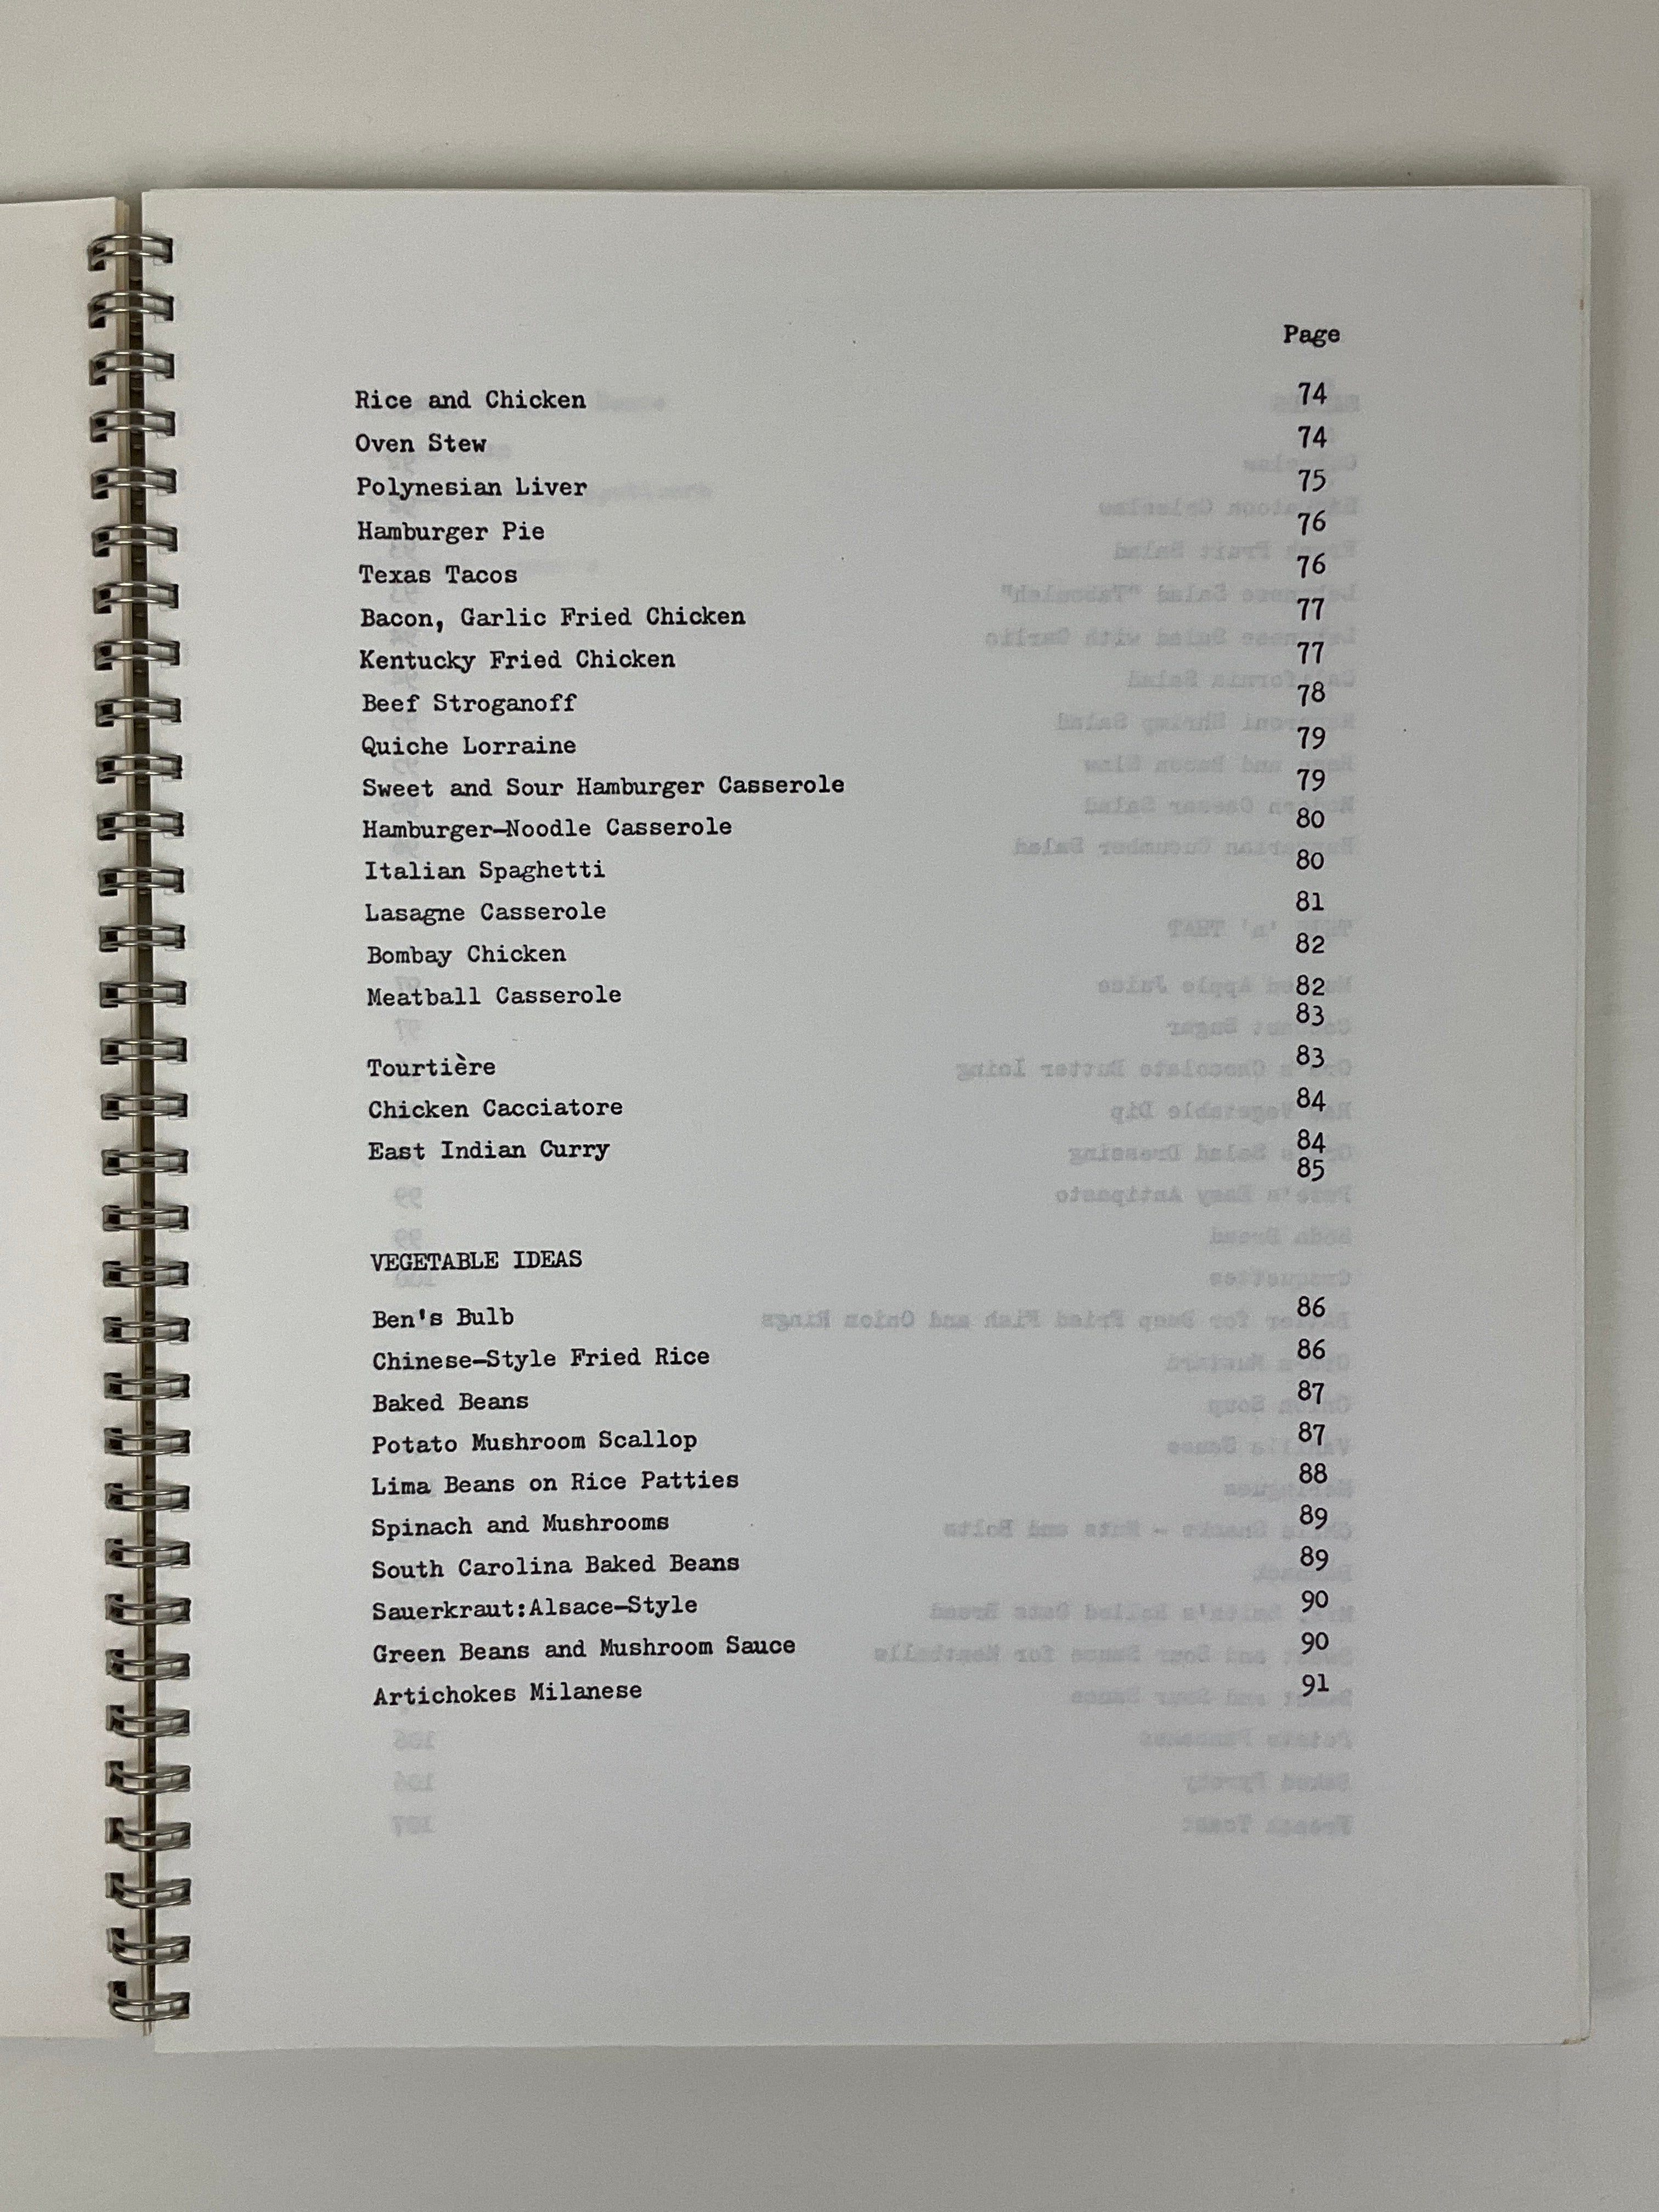 Page
Rice and Chicken 74
Oven Stew 74
Polynesian Liver 75
Hamburger Pie 76
Texas Tacos 76
Bacon, Garlic Fried Chicken 77
Kentucky Fried Chicken 77
Beef Stroganoff 78
Quiche Lorraine 79
Sweet and Sour Hamburger Casserole 79
Hamburger-Noodle Casserole 80
Italian Spaghetti 80
Lasagne Casserole 81
Bombay Chicken 82
Meatball Casserole 82
83
Tourtière 83
Chicken Cacciatore 84
East Indian Curry 84
85
VEGETABLE IDEAS
Ben's Bulb 86
Chinese-Style Fried Rice 86
Baked Beans 87
Potato Mushroom Scallop 87
Lima Beans on Rice Patties 88
Spinach and Mushrooms 89
South Carolina Baked Beans 89
Sauerkraut:Alsace-Style 90
Green Beans and Mushroom Sauce 90
Artichokes Milanese 91